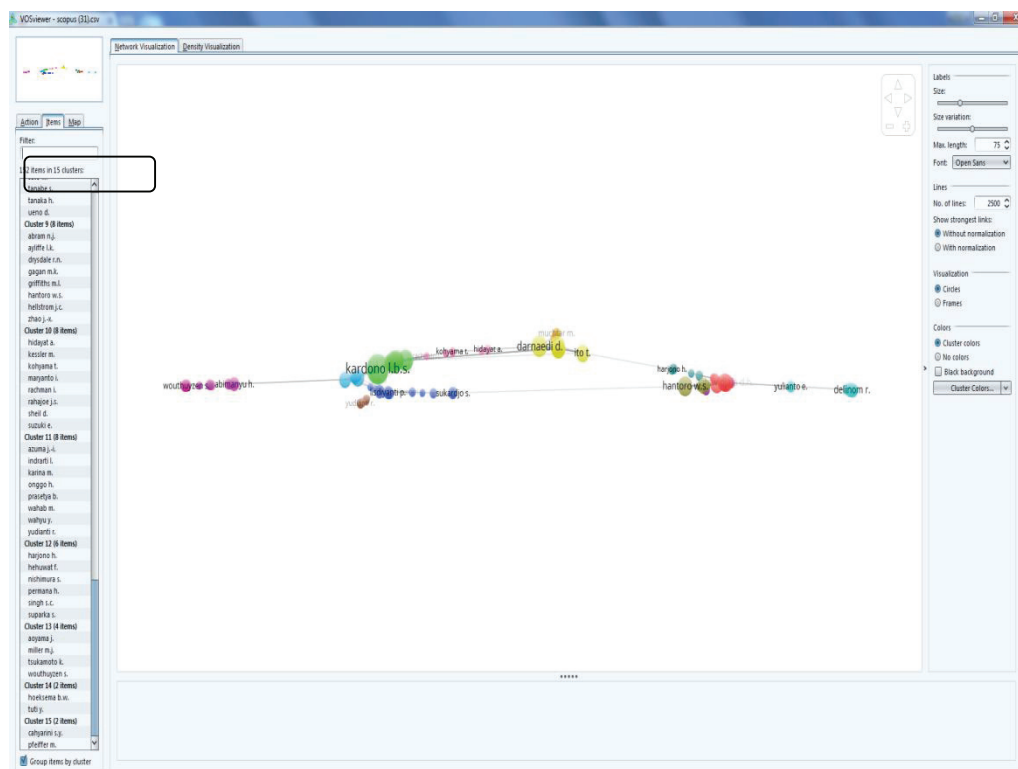 VOSviewer - scopus (31).csv
Network Visualization Density Visualization
Action Items Map
Filter:
items in 15 clusters:
tanabe s.
tanaka h.
ueno d.
Cluster 9 (8 items)
abram n.j.
ayliffe l.k.
drysdale r.n.
gagan m.k.
griffiths m.l.
hantoro w.s.
hellstrom j.c.
zhao j.-x.
Cluster 10 (8 items)
hidayat a.
kessler m.
kohyama t.
maryanto i.
rachman i.
rahajoe j.s.
sheil d.
suzuki e.
Cluster 11 (8 items)
azuma j.-i.
indrarti l.
karina m.
onggo h.
prasetya b.
wahab m.
wahyu y.
yudianti r.
Cluster 12 (6 items)
harjono h.
hehuwat f.
nishimura s.
permana h.
singh s.c.
suparka s.
Cluster 13 (4 items)
aoyama j.
miller m.j.
tsukamoto k.
wouthuyzen s.
Cluster 14 (2 items)
hoeksema b.w.
tuti y.
Cluster 15 (2 items)
cahyarini s.y.
pfeiffer m.
Group items by cluster
muchtar m.
kohyama t. hidayat a. darnaedi d. ito t.
kardono l.b.s.
harjono h.
wouthuyzen s. abimanyu h.
sukardjo s.
hantoro w.s.
yulianto e.
delinom r.
Labels
Size:
Size variation:
Max. length: 75
Font: Open Sans
Lines
No. of lines: 2500
Show strongest links:
Without normalization
With normalization
Visualization
Circles
Frames
Colors
Cluster colors
No colors
Black background
Cluster Colors...